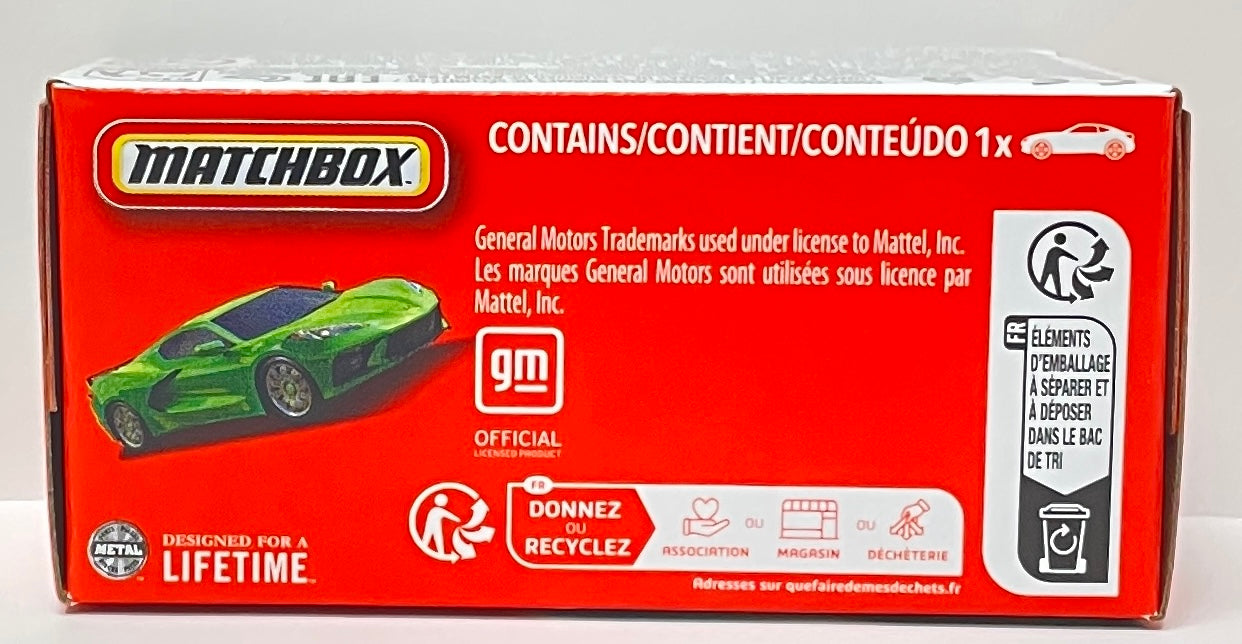 MATCHBOX
CONTAINS/CONTIENT/CONTEÚDO 1x
General Motors Trademarks used under license to Mattel, Inc.
Les marques General Motors sont utilisées sous licence par
Mattel, Inc.
gm
OFFICIAL
LICENSED PRODUCT
FR
ÉLÉMENTS
D'EMBALLAGE
À SÉPARER ET
À DÉPOSER
DANS LE BAC
DE TRI
METAL
DESIGNED FOR A
LIFETIME
FR
DONNEZ
OU
RECYCLEZ
ASSOCIATION
OU
MAGASIN
OU
DÉCHÈTERIE
Adresses sur quefairedemesdechets.fr